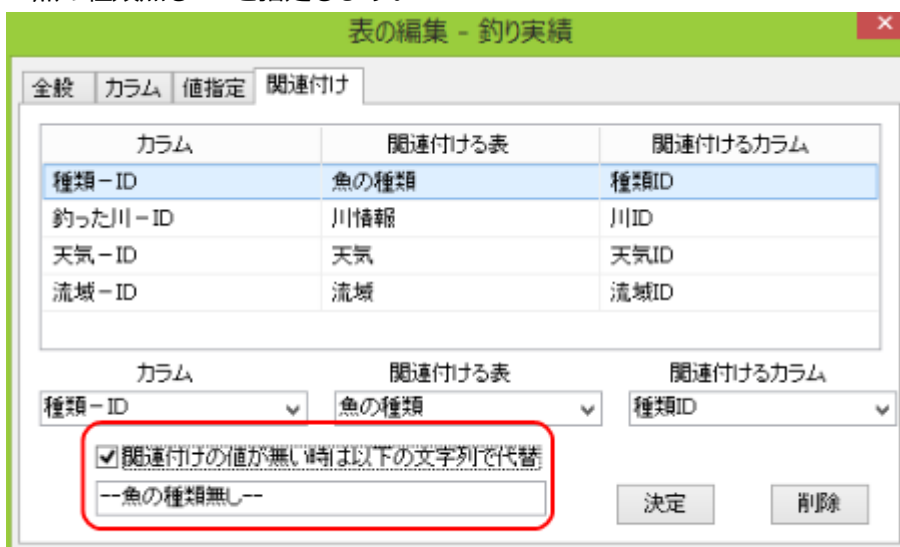 表の編集 - 釣り実績
全般 カラム 値指定 関連付け
カラム 関連付ける表 関連付けるカラム
種類-ID 魚の種類 種類ID
釣った川-ID 川情報 川ID
天気-ID 天気 天気ID
流域-ID 流域 流域ID
カラム 関連付ける表 関連付けるカラム
種類-ID 魚の種類 種類ID
関連付けの値が無い時は以下の文字列で代替
--魚の種類無し--
決定 削除